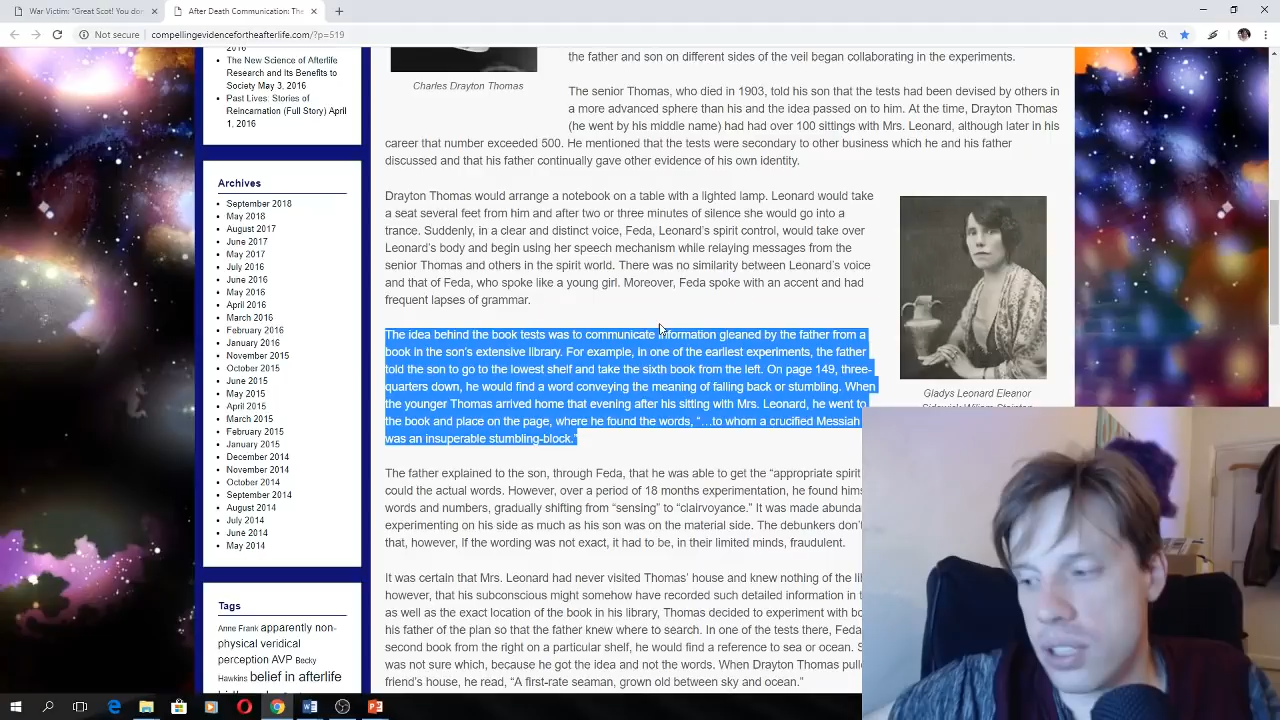 War Victim: "Great Scot! You don
After Death Communication: The
Not secure
compellingevidencefortheafterlife.com/?p=519
2016
The New Science of Afterlife
Research and Its Benefits to
Society May 3, 2016
Past Lives: Stories of
Reincarnation (Full Story) April
1, 2016
Archives
September 2018
May 2018
August 2017
June 2017
May 2017
July 2016
June 2016
May 2016
April 2016
March 2016
February 2016
January 2016
November 2015
October 2015
June 2015
May 2015
April 2015
March 2015
February 2015
January 2015
December 2014
November 2014
October 2014
September 2014
August 2014
July 2014
June 2014
May 2014
Tags
Anne Frank apparently non-
physical veridical
perception AVP Becky
Hawkins belief in afterlife
Charles Drayton Thomas
the father and son on different sides of the veil began collaborating in the experiments.
The senior Thomas, who died in 1903, told his son that the tests had been devised by others in
a more advanced sphere than his and the idea passed on to him. At the time, Drayton Thomas
(he went by his middle name) had had over 100 sittings with Mrs. Leonard, although later in his
career that number exceeded 500. He mentioned that the tests were secondary to other business which he and his father
discussed and that his father continually gave other evidence of his own identity.
Drayton Thomas would arrange a notebook on a table with a lighted lamp. Leonard would take
a seat several feet from him and after two or three minutes of silence she would go into a
trance. Suddenly, in a clear and distinct voice, Feda, Leonard's spirit control, would take over
Leonard's body and begin using her speech mechanism while relaying messages from the
senior Thomas and others in the spirit world. There was no similarity between Leonard's voice
and that of Feda, who spoke like a young girl. Moreover, Feda spoke with an accent and had
frequent lapses of grammar.
Gladys Leonard Eleanor
The idea behind the book tests was to communicate information gleaned by the father from a
book in the son's extensive library. For example, in one of the earliest experiments, the father
told the son to go to the lowest shelf and take the sixth book from the left. On page 149, three-
quarters down, he would find a word conveying the meaning of falling back or stumbling. When
the younger Thomas arrived home that evening after his sitting with Mrs. Leonard, he went to
the book and place on the page, where he found the words, "…to whom a crucified Messiah
was an insuperable stumbling-block."
The father explained to the son, through Feda, that he was able to get the "appropriate spirit
could the actual words. However, over a period of 18 months experimentation, he found hims
words and numbers, gradually shifting from "sensing" to "clairvoyance." It was made abunda
experimenting on his side as much as his son was on the material side. The debunkers don'
that, however, If the wording was not exact, it had to be, in their limited minds, fraudulent.
It was certain that Mrs. Leonard had never visited Thomas' house and knew nothing of the li
however, that his subconscious might somehow have recorded such detailed information in t
as well as the exact location of the book in his library, Thomas decided to experiment with bo
his father of the plan so that the father knew where to search. In one of the tests there, Feda
second book from the right on a particular shelf, he would find a reference to sea or ocean. S
was not sure which, because he got the idea and not the words. When Drayton Thomas pull
friend's house, he read, "A first-rate seaman, grown old between sky and ocean."